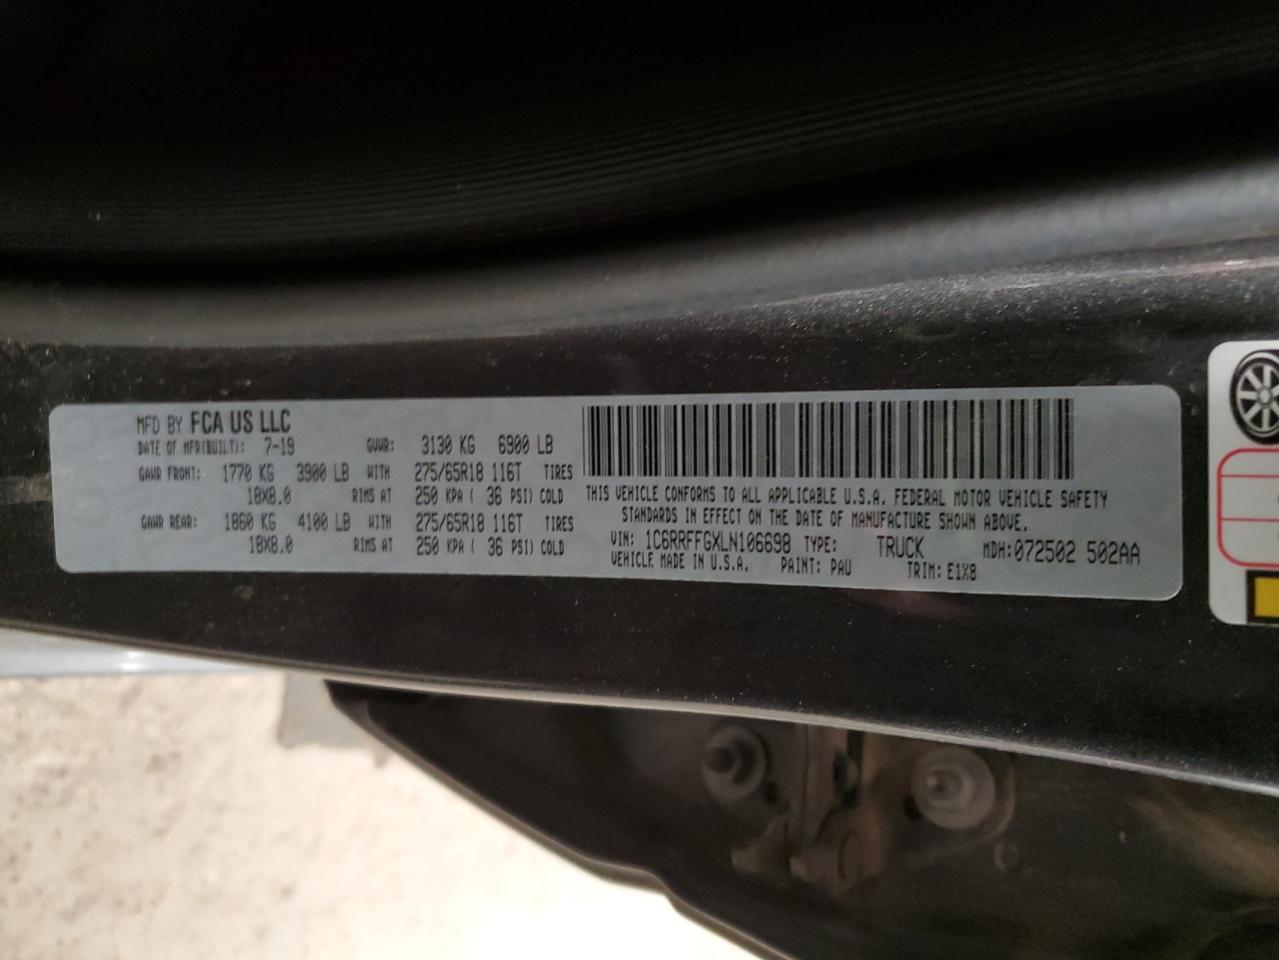 MFD BY FCA US LLC
DATE OF MFR(BUILT): 7-19 GVWR: 3130 KG 6900 LB
GAWR FRONT: 1770 KG 3900 LB WITH 275/65R18 116T TIRES
18X8.0 RIMS AT 250 KPA ( 36 PSI) COLD
GAWR REAR: 1860 KG 4100 LB WITH 275/65R18 116T TIRES
18X8.0 RIMS AT 250 KPA ( 36 PSI) COLD
THIS VEHICLE CONFORMS TO ALL APPLICABLE U.S.A. FEDERAL MOTOR VEHICLE SAFETY
STANDARDS IN EFFECT ON THE DATE OF MANUFACTURE SHOWN ABOVE.
VIN: 1C6RRFFGXLN106698 TYPE: TRUCK MDH:072502 502AA
VEHICLE MADE IN U.S.A. PAINT: PAU TRIM: E1X8